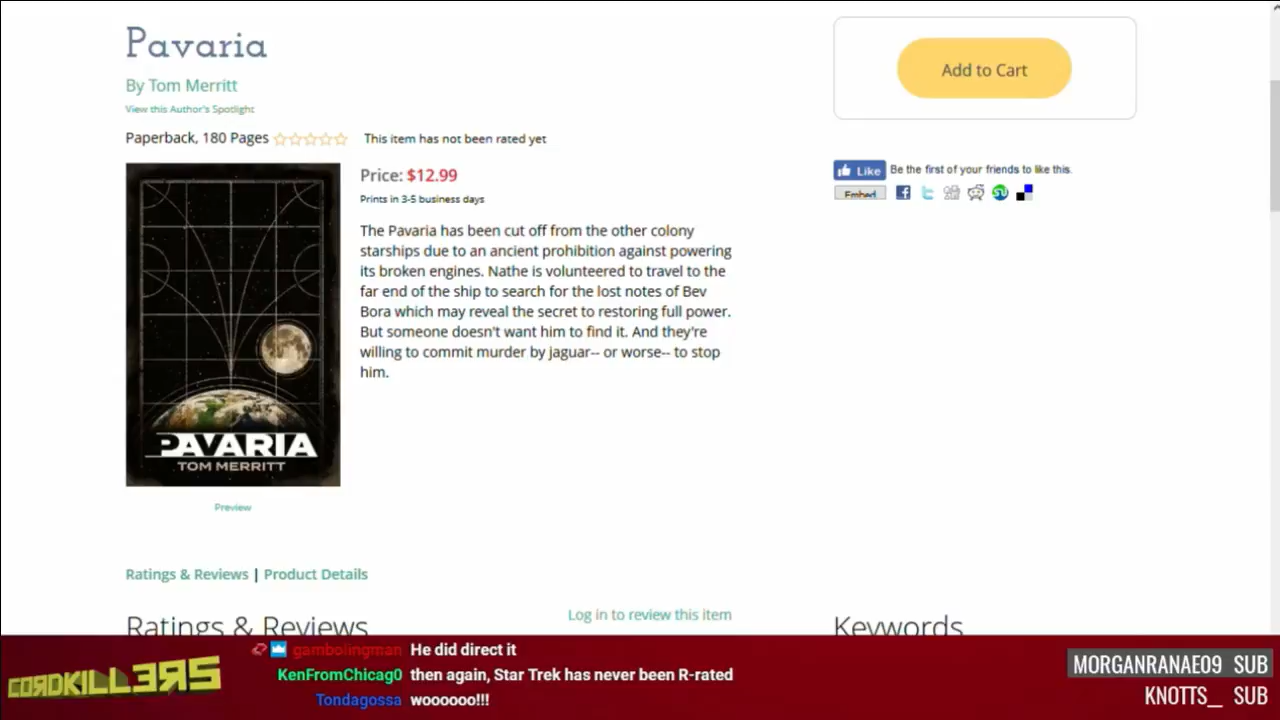 Pavaria
By Tom Merritt
View this Author's Spotlight
Paperback, 180 Pages
This item has not been rated yet
Price: $12.99
Prints in 3-5 business days
The Pavaria has been cut off from the other colony
starships due to an ancient prohibition against powering
its broken engines. Nathe is volunteered to travel to the
far end of the ship to search for the lost notes of Bev
Bora which may reveal the secret to restoring full power.
But someone doesn't want him to find it. And they're
willing to commit murder by jaguar-- or worse-- to stop
him.
PAVARIA
TOM MERRITT
Preview
Add to Cart
Like
Be the first of your friends to like this.
Embed
Ratings & Reviews | Product Details
Ratings & Reviews
Log in to review this item
Keywords
CORDKILL3RS
gambolingman He did direct it
KenFromChicag0 then again, Star Trek has never been R-rated
Tondagossa woooooo!!!
MORGANRANAE09 SUB
KNOTTS__ SUB